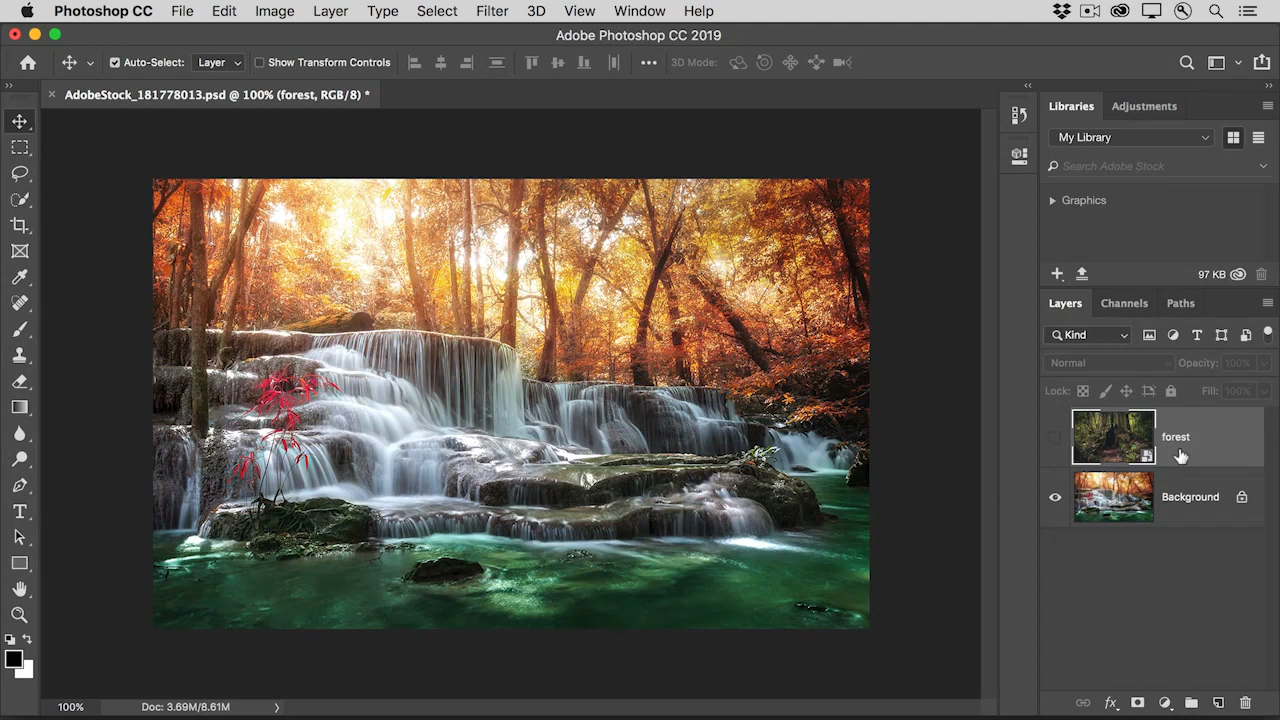 Photoshop CC File Edit Image Layer Type Select Filter 3D View Window Help
Adobe Photoshop CC 2019
Auto-Select: Layer Show Transform Controls 3D Mode:
AdobeStock_181778013.psd @ 100% (forest, RGB/8) *
Libraries Adjustments
My Library
Search Adobe Stock
Graphics
97 KB
Layers Channels Paths
Kind
Normal Opacity: 100%
Lock: Fill: 100%
forest
Background
100% Doc: 3.69M/8.61M